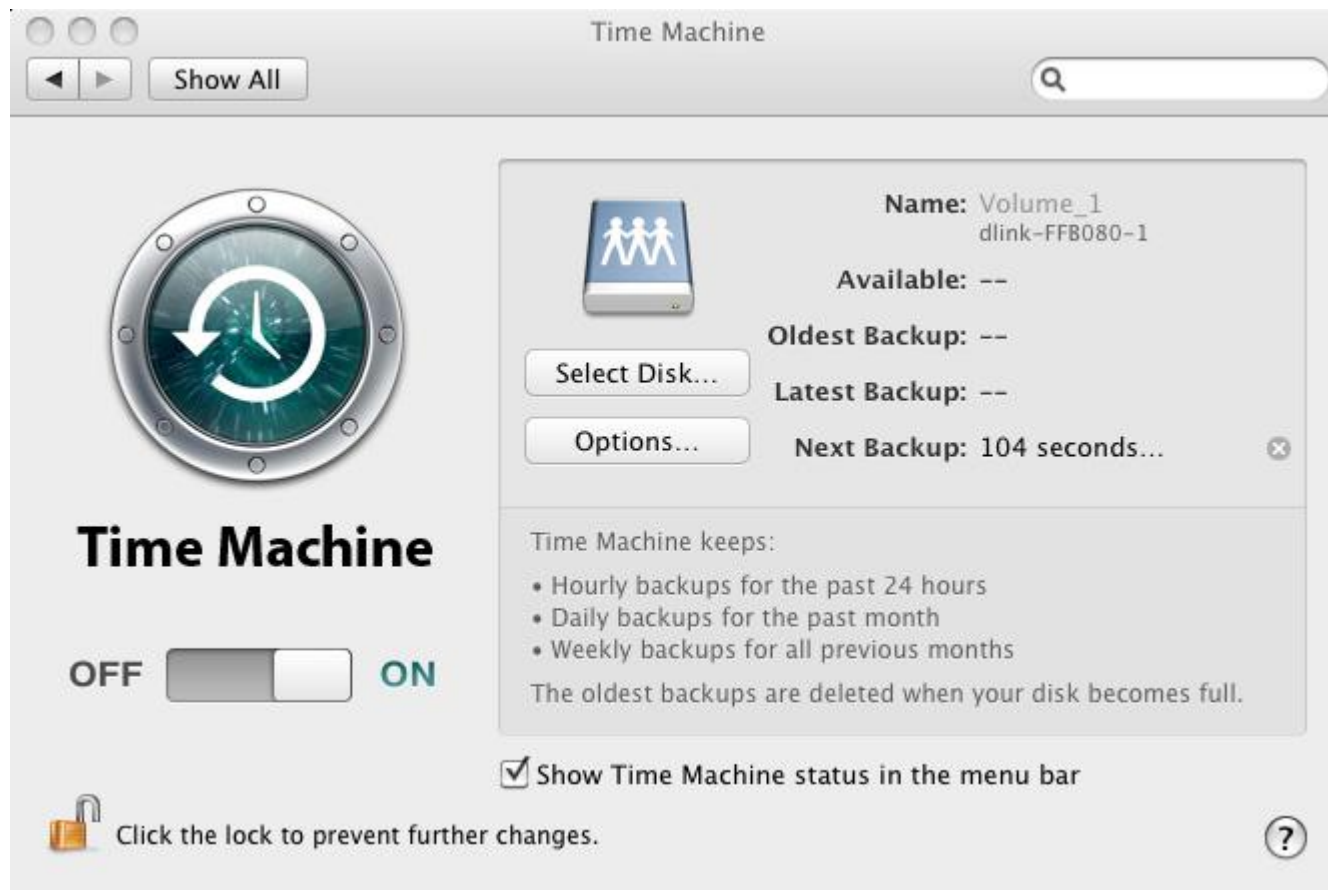 Time Machine
Show All
Name: Volume_1
dlink-FFB080-1
Available: --
Oldest Backup: --
Select Disk...
Latest Backup: --
Options...
Next Backup: 104 seconds...
Time Machine
Time Machine keeps:
• Hourly backups for the past 24 hours
• Daily backups for the past month
• Weekly backups for all previous months
The oldest backups are deleted when your disk becomes full.
OFF ON
Show Time Machine status in the menu bar
Click the lock to prevent further changes.
?